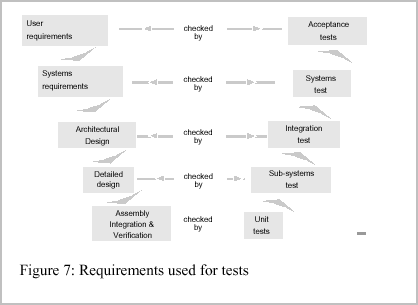 User
requirements
checked
by
Acceptance
tests
Systems
requirements
checked
by
Systems
test
Architectural
Design
checked
by
Integration
test
Detailed
design
checked
by
Sub-systems
test
Assembly
Integration &
Verification
checked
by
Unit
tests
Figure 7: Requirements used for tests